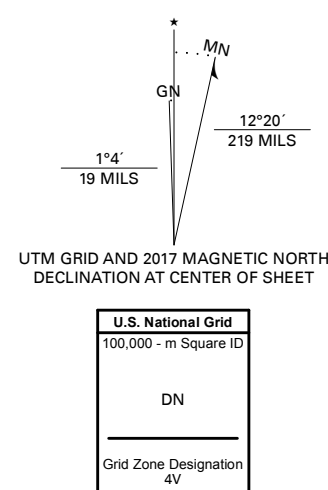 ★
MN
GN
12°20´
219 MILS
1°4´
19 MILS
UTM GRID AND 2017 MAGNETIC NORTH
DECLINATION AT CENTER OF SHEET
U.S. National Grid
100,000 - m Square ID
DN
Grid Zone Designation
4V